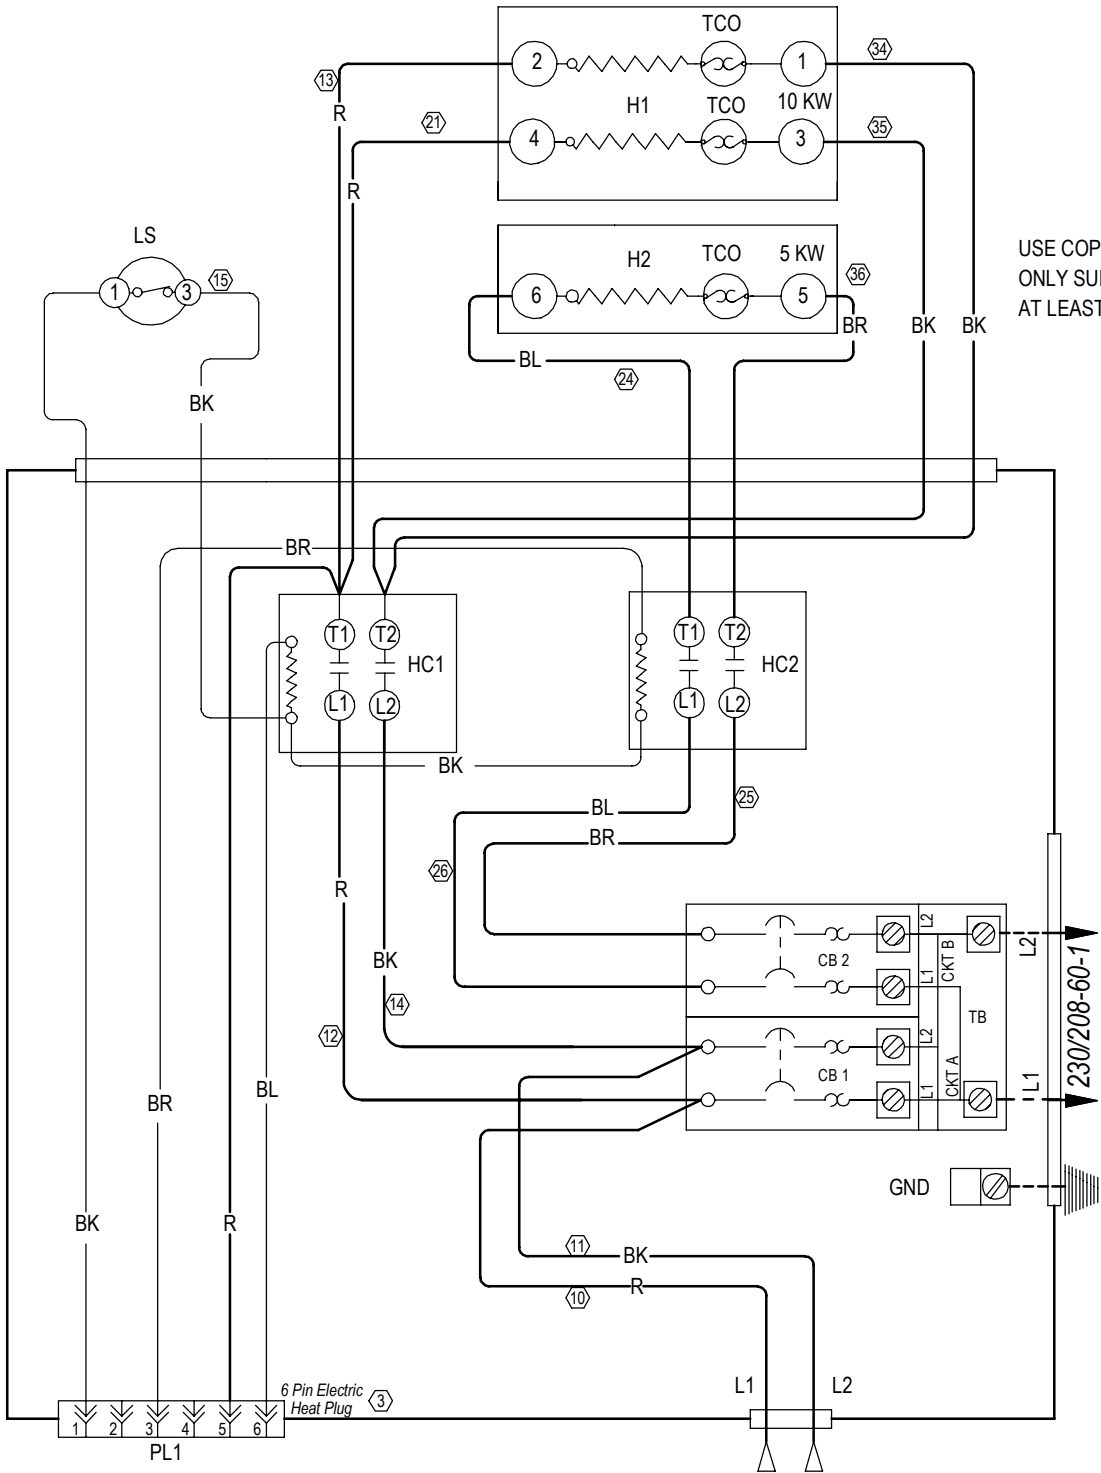 TCO
2
1
34
13
R
H1
TCO
10 KW
21
4
3
35
R
LS
H2
TCO
5 KW
36
USE COP
ONLY SU
AT LEAST
1
3
15
6
5
BR
BK
BK
BL
24
BK
BR
T1
T2
HC1
L1
L2
T1
T2
HC2
L1
L2
BK
BL
25
BR
26
R
BK
14
12
CB 2
L2
L1
CKT B
TB
L2
CB 1
L2
L1
CKT A
L1
230/208-60-1
BR
BL
GND
BK
R
11
BK
R
10
6 Pin Electric
Heat Plug
3
L1
L2
1
2
3
4
5
6
PL1